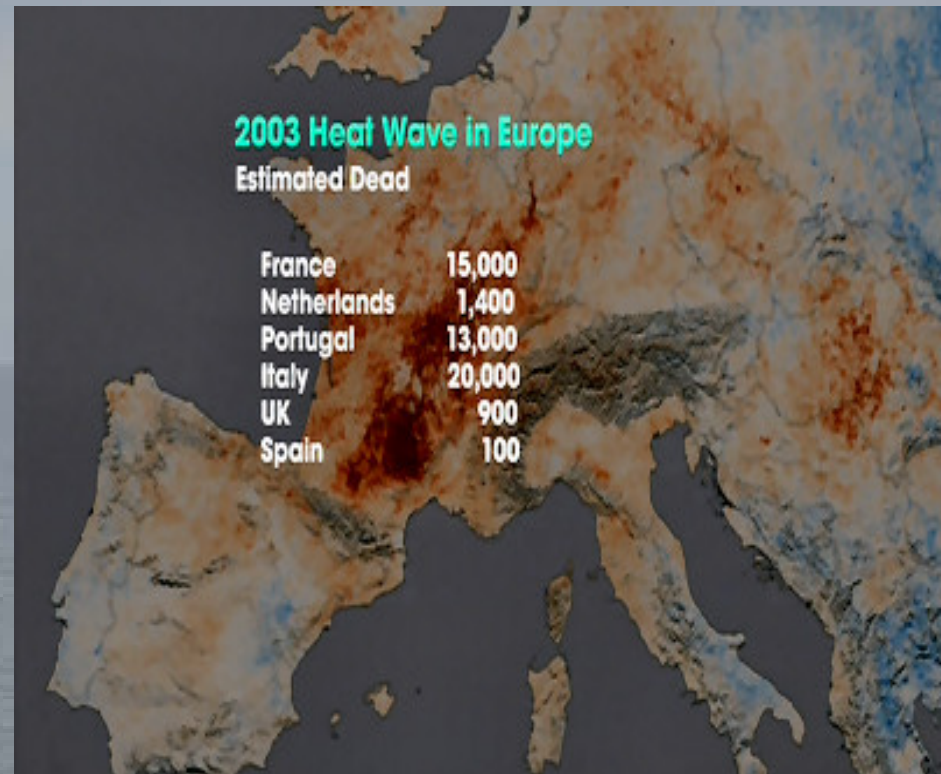 2003 Heat Wave in Europe
Estimated Dead
France 15,000
Netherlands 1,400
Portugal 13,000
Italy 20,000
UK 900
Spain 100